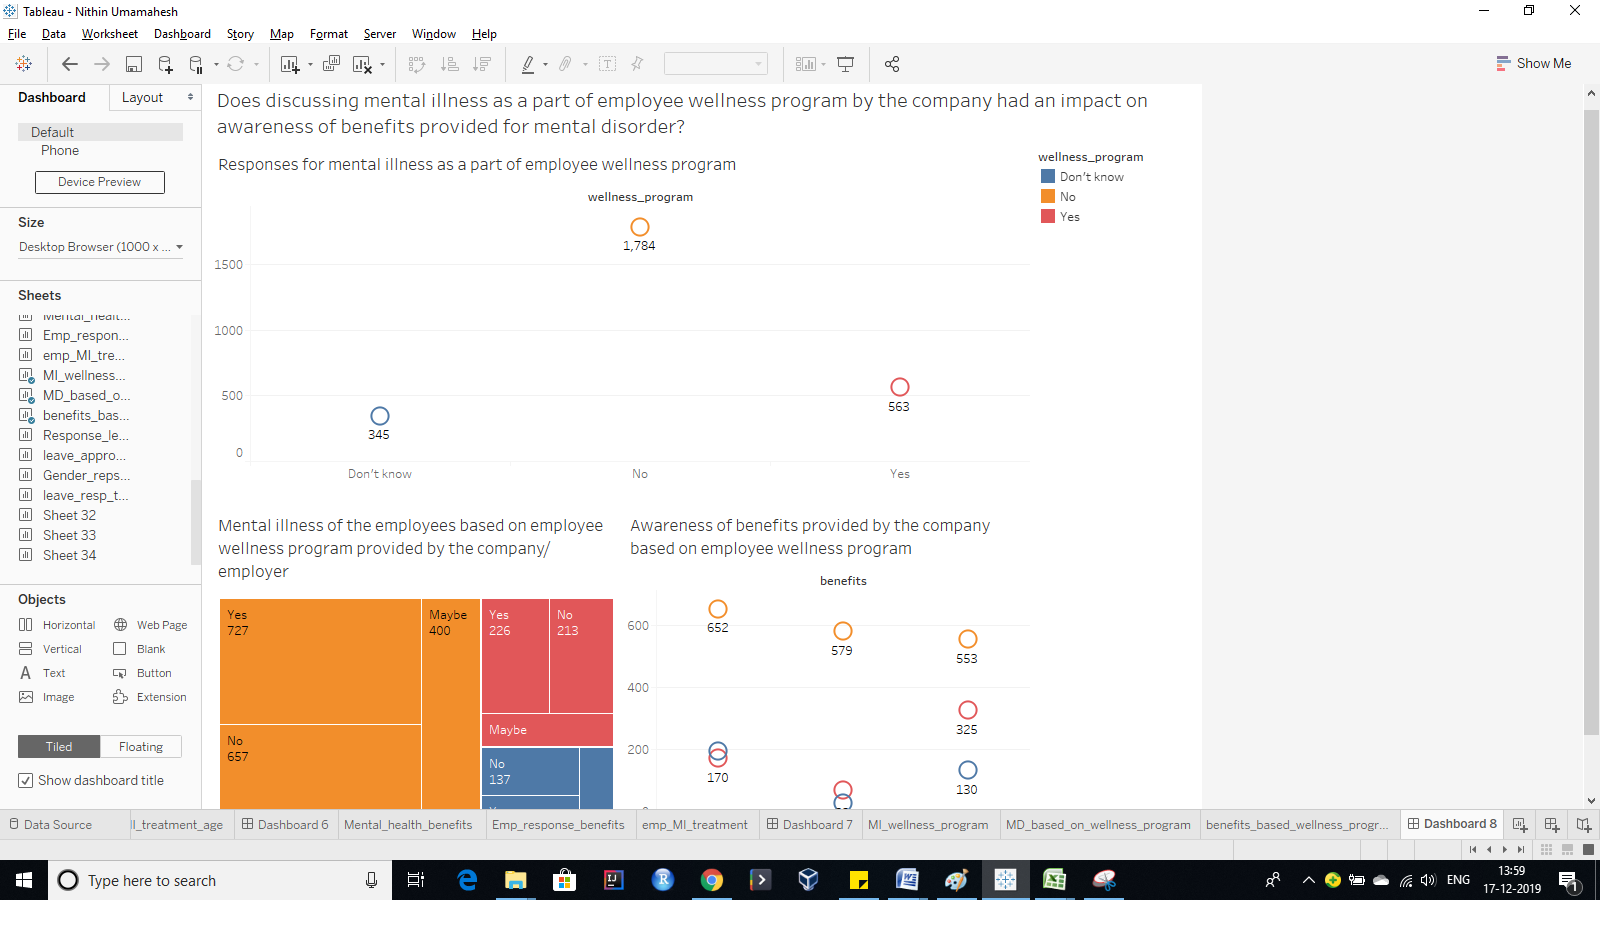 Tableau - Nithin Umamahesh
File Data Worksheet Dashboard Story Map Format Server Window Help
Show Me
Dashboard Layout
Default
Phone
Device Preview
Size
Desktop Browser (1000 x ...
Sheets
Emp_respon...
emp_MI_tre...
MI_wellness...
MD_based_o...
benefits_bas...
Response_le...
leave_appro...
Gender_reps...
leave_resp_t...
Sheet 32
Sheet 33
Sheet 34
Objects
Horizontal Web Page
Vertical Blank
Text Button
Image Extension
Tiled Floating
Show dashboard title
Does discussing mental illness as a part of employee wellness program by the company had an impact on
awareness of benefits provided for mental disorder?
Responses for mental illness as a part of employee wellness program
wellness_program
1,784
1500
1000
500
563
345
0
Don't know No Yes
wellness_program
Don't know
No
Yes
Mental illness of the employees based on employee
wellness program provided by the company/
employer
Yes
727
Maybe
400
Yes
226
No
213
Maybe
No
657
No
137
Awareness of benefits provided by the company
based on employee wellness program
benefits
600
652
579
553
400
325
200
170
130
Data Source ll_treatment_age Dashboard 6 Mental_health_benefits Emp_response_benefits emp_MI_treatment Dashboard 7 MI_wellness_program MD_based_on_wellness_program benefits_based_wellness_progr... Dashboard 8
Type here to search
ENG
13:59
17-12-2019
1